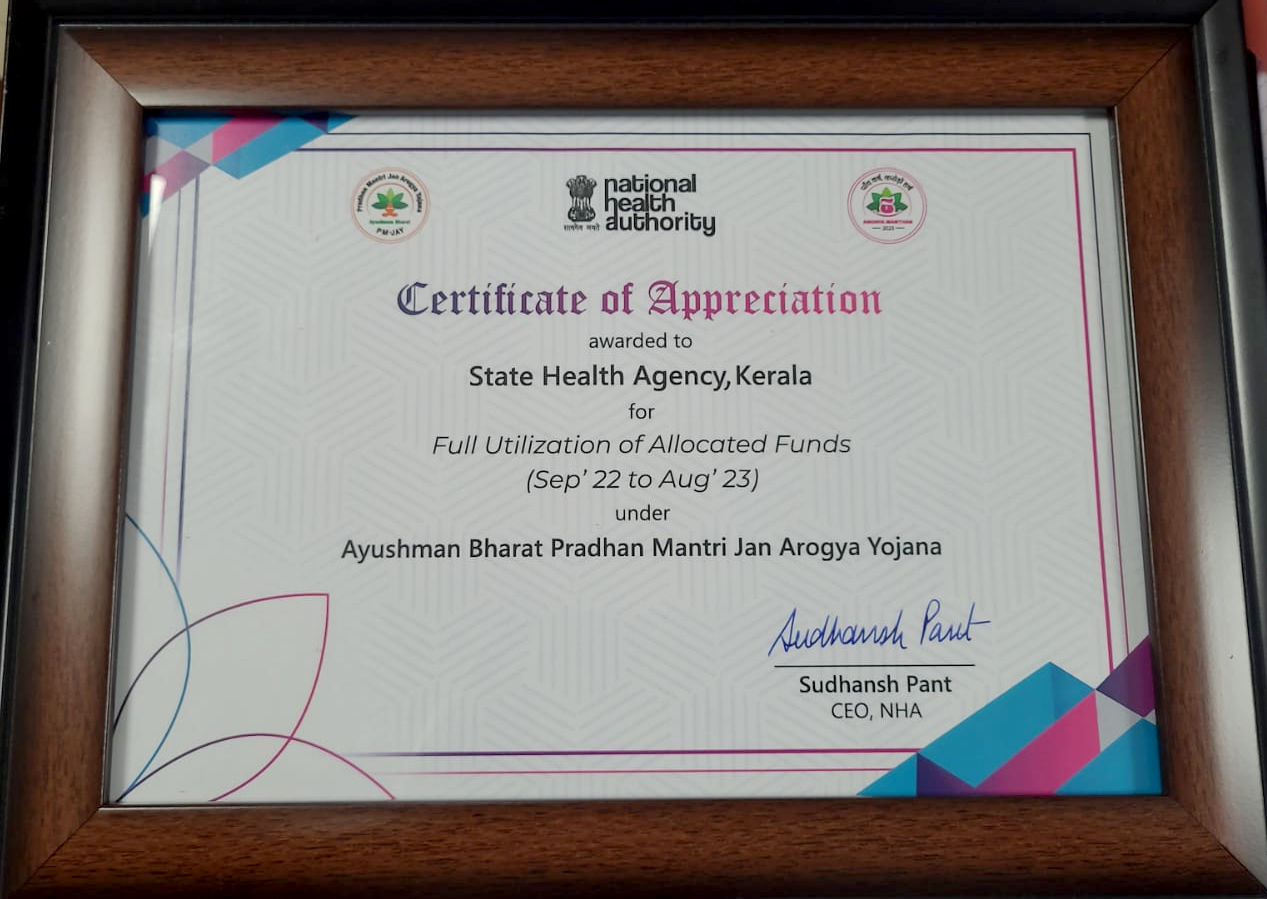 Pradhan Mantri Jan Arogya Yojana
Ayushman Bharat
PM-JAY
सत्यमेव जयते
national
health
authority
AROGYA MANTHAN
2023
Certificate of Appreciation
awarded to
State Health Agency, Kerala
for
Full Utilization of Allocated Funds
(Sep' 22 to Aug' 23)
under
Ayushman Bharat Pradhan Mantri Jan Arogya Yojana
Sudhansh Pant
Sudhansh Pant
CEO, NHA